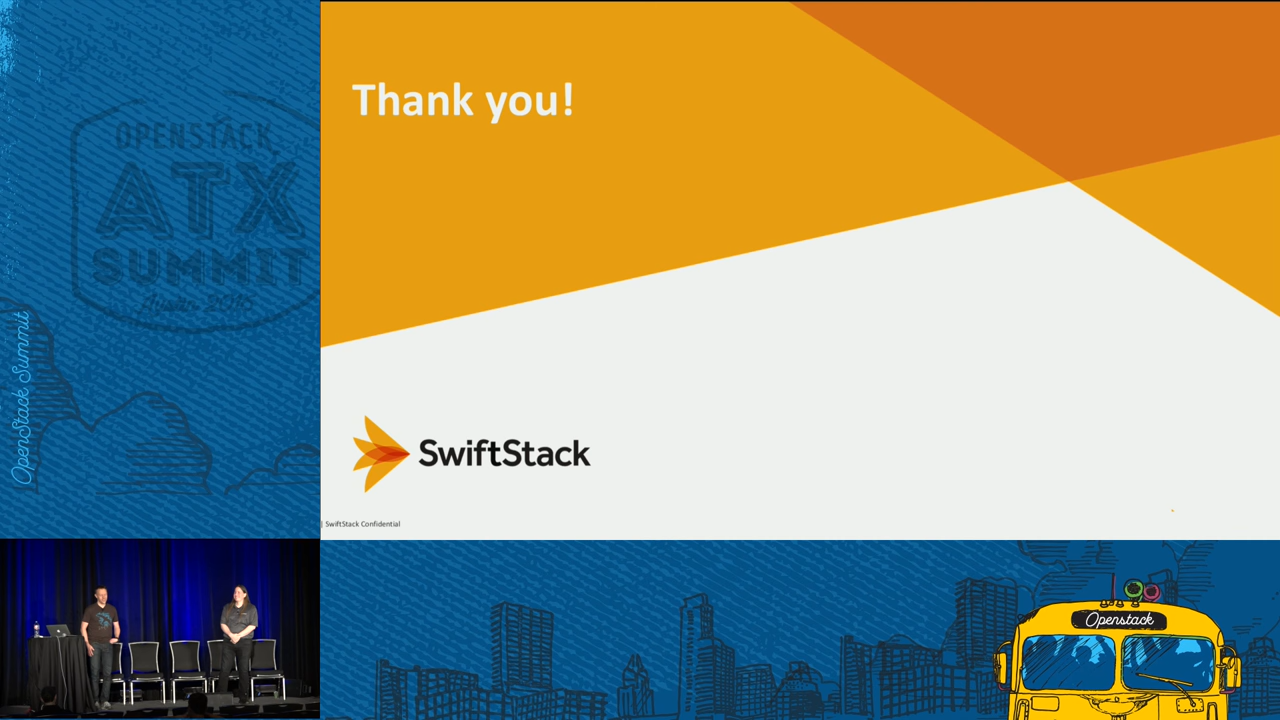 OPENSTACK
ATX
SUMMIT
Austin 2016
OpenStack Summit
Thank you!
SwiftStack
| SwiftStack Confidential
Openstack